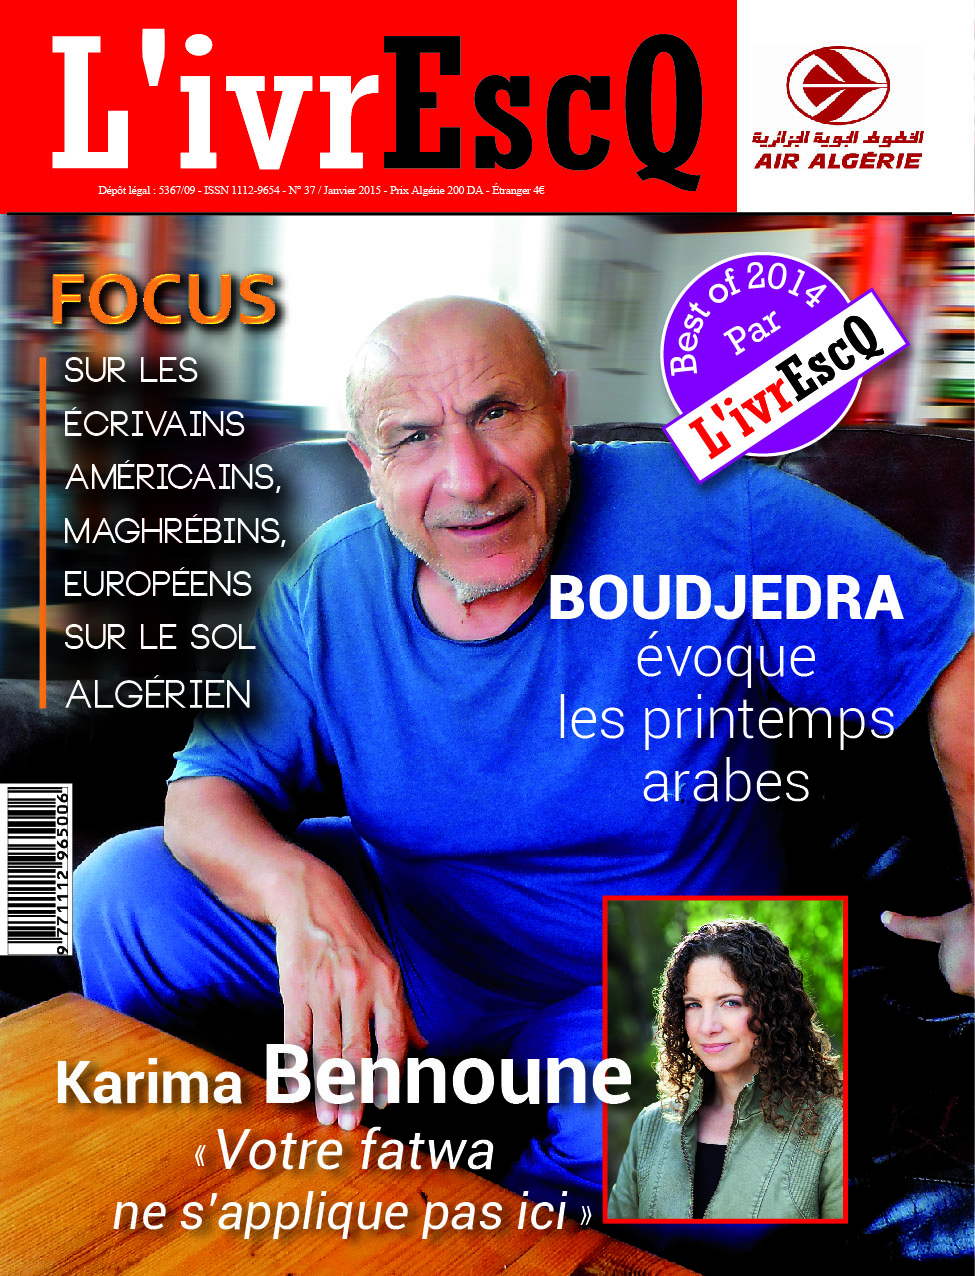 L'ivrEscQ
الخطوط الجوية الجزائرية
AIR ALGÉRIE
Dépôt légal : 5367/09 - ISSN 1112-9654 - N° 37 / Janvier 2015 - Prix Algérie 200 DA - Étranger 4€
FOCUS
SUR LES
ÉCRIVAINS
AMÉRICAINS,
MAGHRÉBINS,
EUROPÉENS
SUR LE SOL
ALGÉRIEN
Best of 2014
Par
L'ivrEscQ
BOUDJEDRA
évoque
les printemps
arabes
9 771112 965006
Karima Bennoune
« Votre fatwa
ne s'applique pas ici »